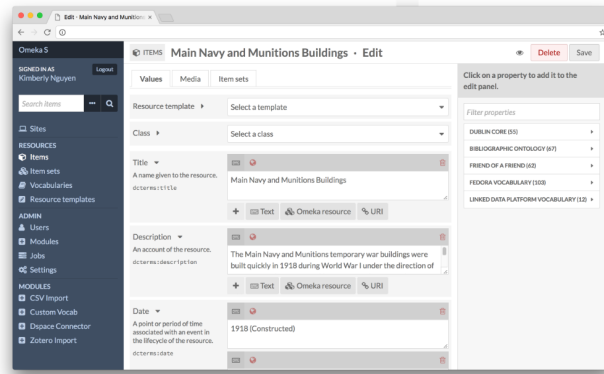 Edit · Main Navy and Munitions
Omeka S
SIGNED IN AS
Kimberly Nguyen
Logout
Search items
Sites
RESOURCES
Items
Item sets
Vocabularies
Resource templates
ADMIN
Users
Modules
Jobs
Settings
MODULES
CSV Import
Custom Vocab
Dspace Connector
Zotero Import
ITEMS Main Navy and Munitions Buildings · Edit
Delete Save
Values Media Item sets
Resource template Select a template
Class Select a class
Title
A name given to the resource.
dcterms:title
Main Navy and Munitions Buildings
+ Text Omeka resource URI
Description
An account of the resource.
dcterms:description
The Main Navy and Munitions temporary war buildings were
built quickly in 1918 during World War I under the direction of
+ Text Omeka resource URI
Date
A point or period of time
associated with an event in
the lifecycle of the resource.
dcterms:date
1918 (Constructed)
Click on a property to add it to the
edit panel.
Filter properties
DUBLIN CORE (55)
BIBLIOGRAPHIC ONTOLOGY (67)
FRIEND OF A FRIEND (62)
FEDORA VOCABULARY (103)
LINKED DATA PLATFORM VOCABULARY (12)